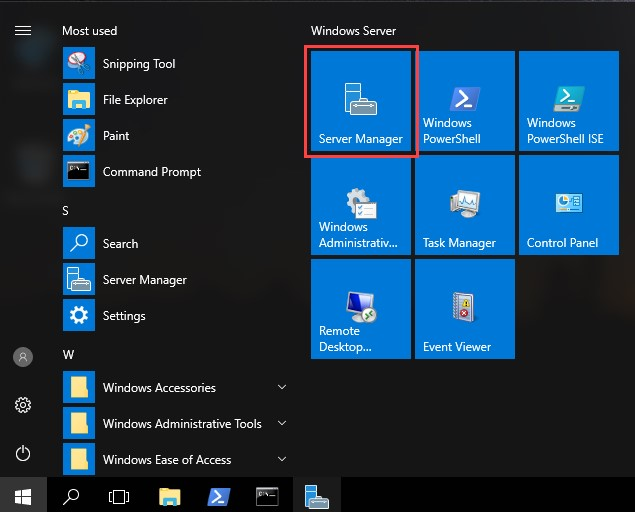 Most used
Snipping Tool
File Explorer
Paint
Command Prompt
S
Search
Server Manager
Settings
W
Windows Accessories
Windows Administrative Tools
Windows Ease of Access
Windows Server
Server Manager
Windows
PowerShell
Windows
PowerShell ISE
Windows
Administrativ...
Task Manager
Control Panel
Remote
Desktop...
Event Viewer